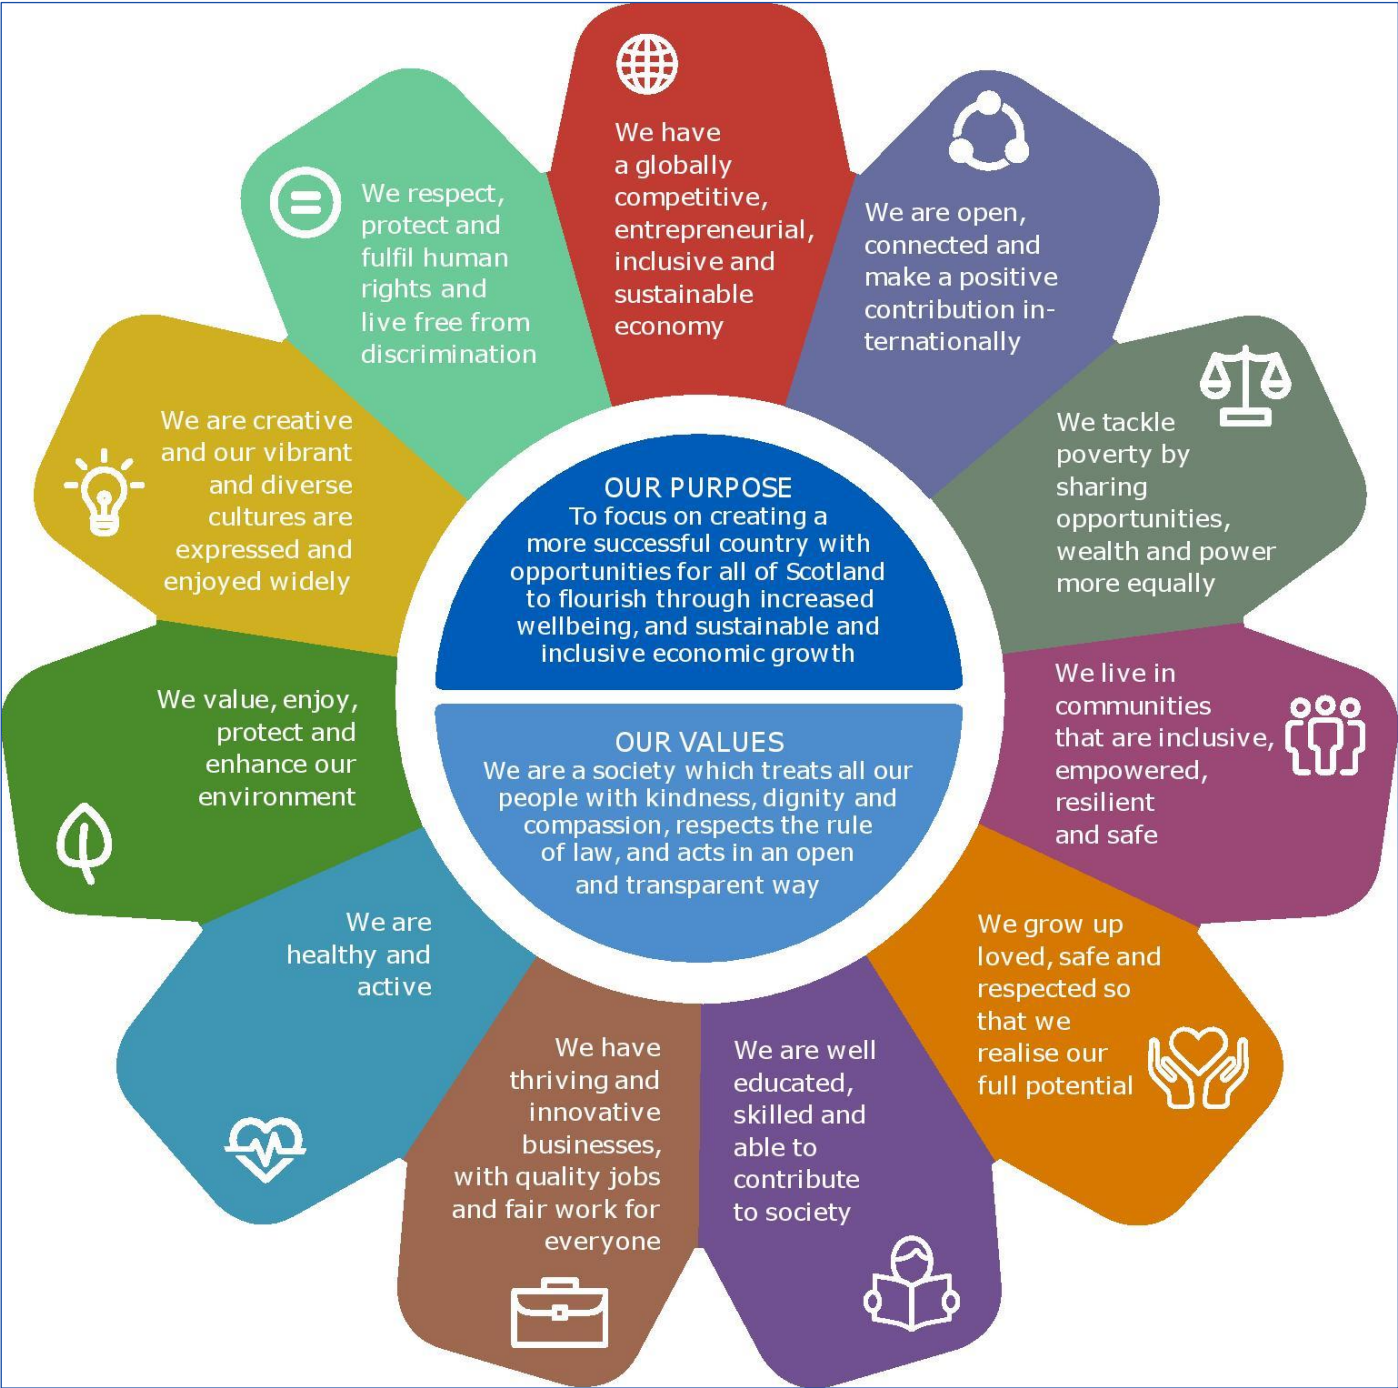 We have
a globally
competitive,
entrepreneurial,
inclusive and
sustainable
economy
We are open,
connected and
make a positive
contribution in-
ternationally
We tackle
poverty by
sharing
opportunities,
wealth and power
more equally
We live in
communities
that are inclusive,
empowered,
resilient
and safe
We grow up
loved, safe and
respected so
that we
realise our
full potential
We are well
educated,
skilled and
able to
contribute
to society
We have
thriving and
innovative
businesses,
with quality jobs
and fair work for
everyone
We are
healthy and
active
We value, enjoy,
protect and
enhance our
environment
We are creative
and our vibrant
and diverse
cultures are
expressed and
enjoyed widely
We respect,
protect and
fulfil human
rights and
live free from
discrimination
OUR PURPOSE
To focus on creating a
more successful country with
opportunities for all of Scotland
to flourish through increased
wellbeing, and sustainable and
inclusive economic growth
OUR VALUES
We are a society which treats all our
people with kindness, dignity and
compassion, respects the rule
of law, and acts in an open
and transparent way